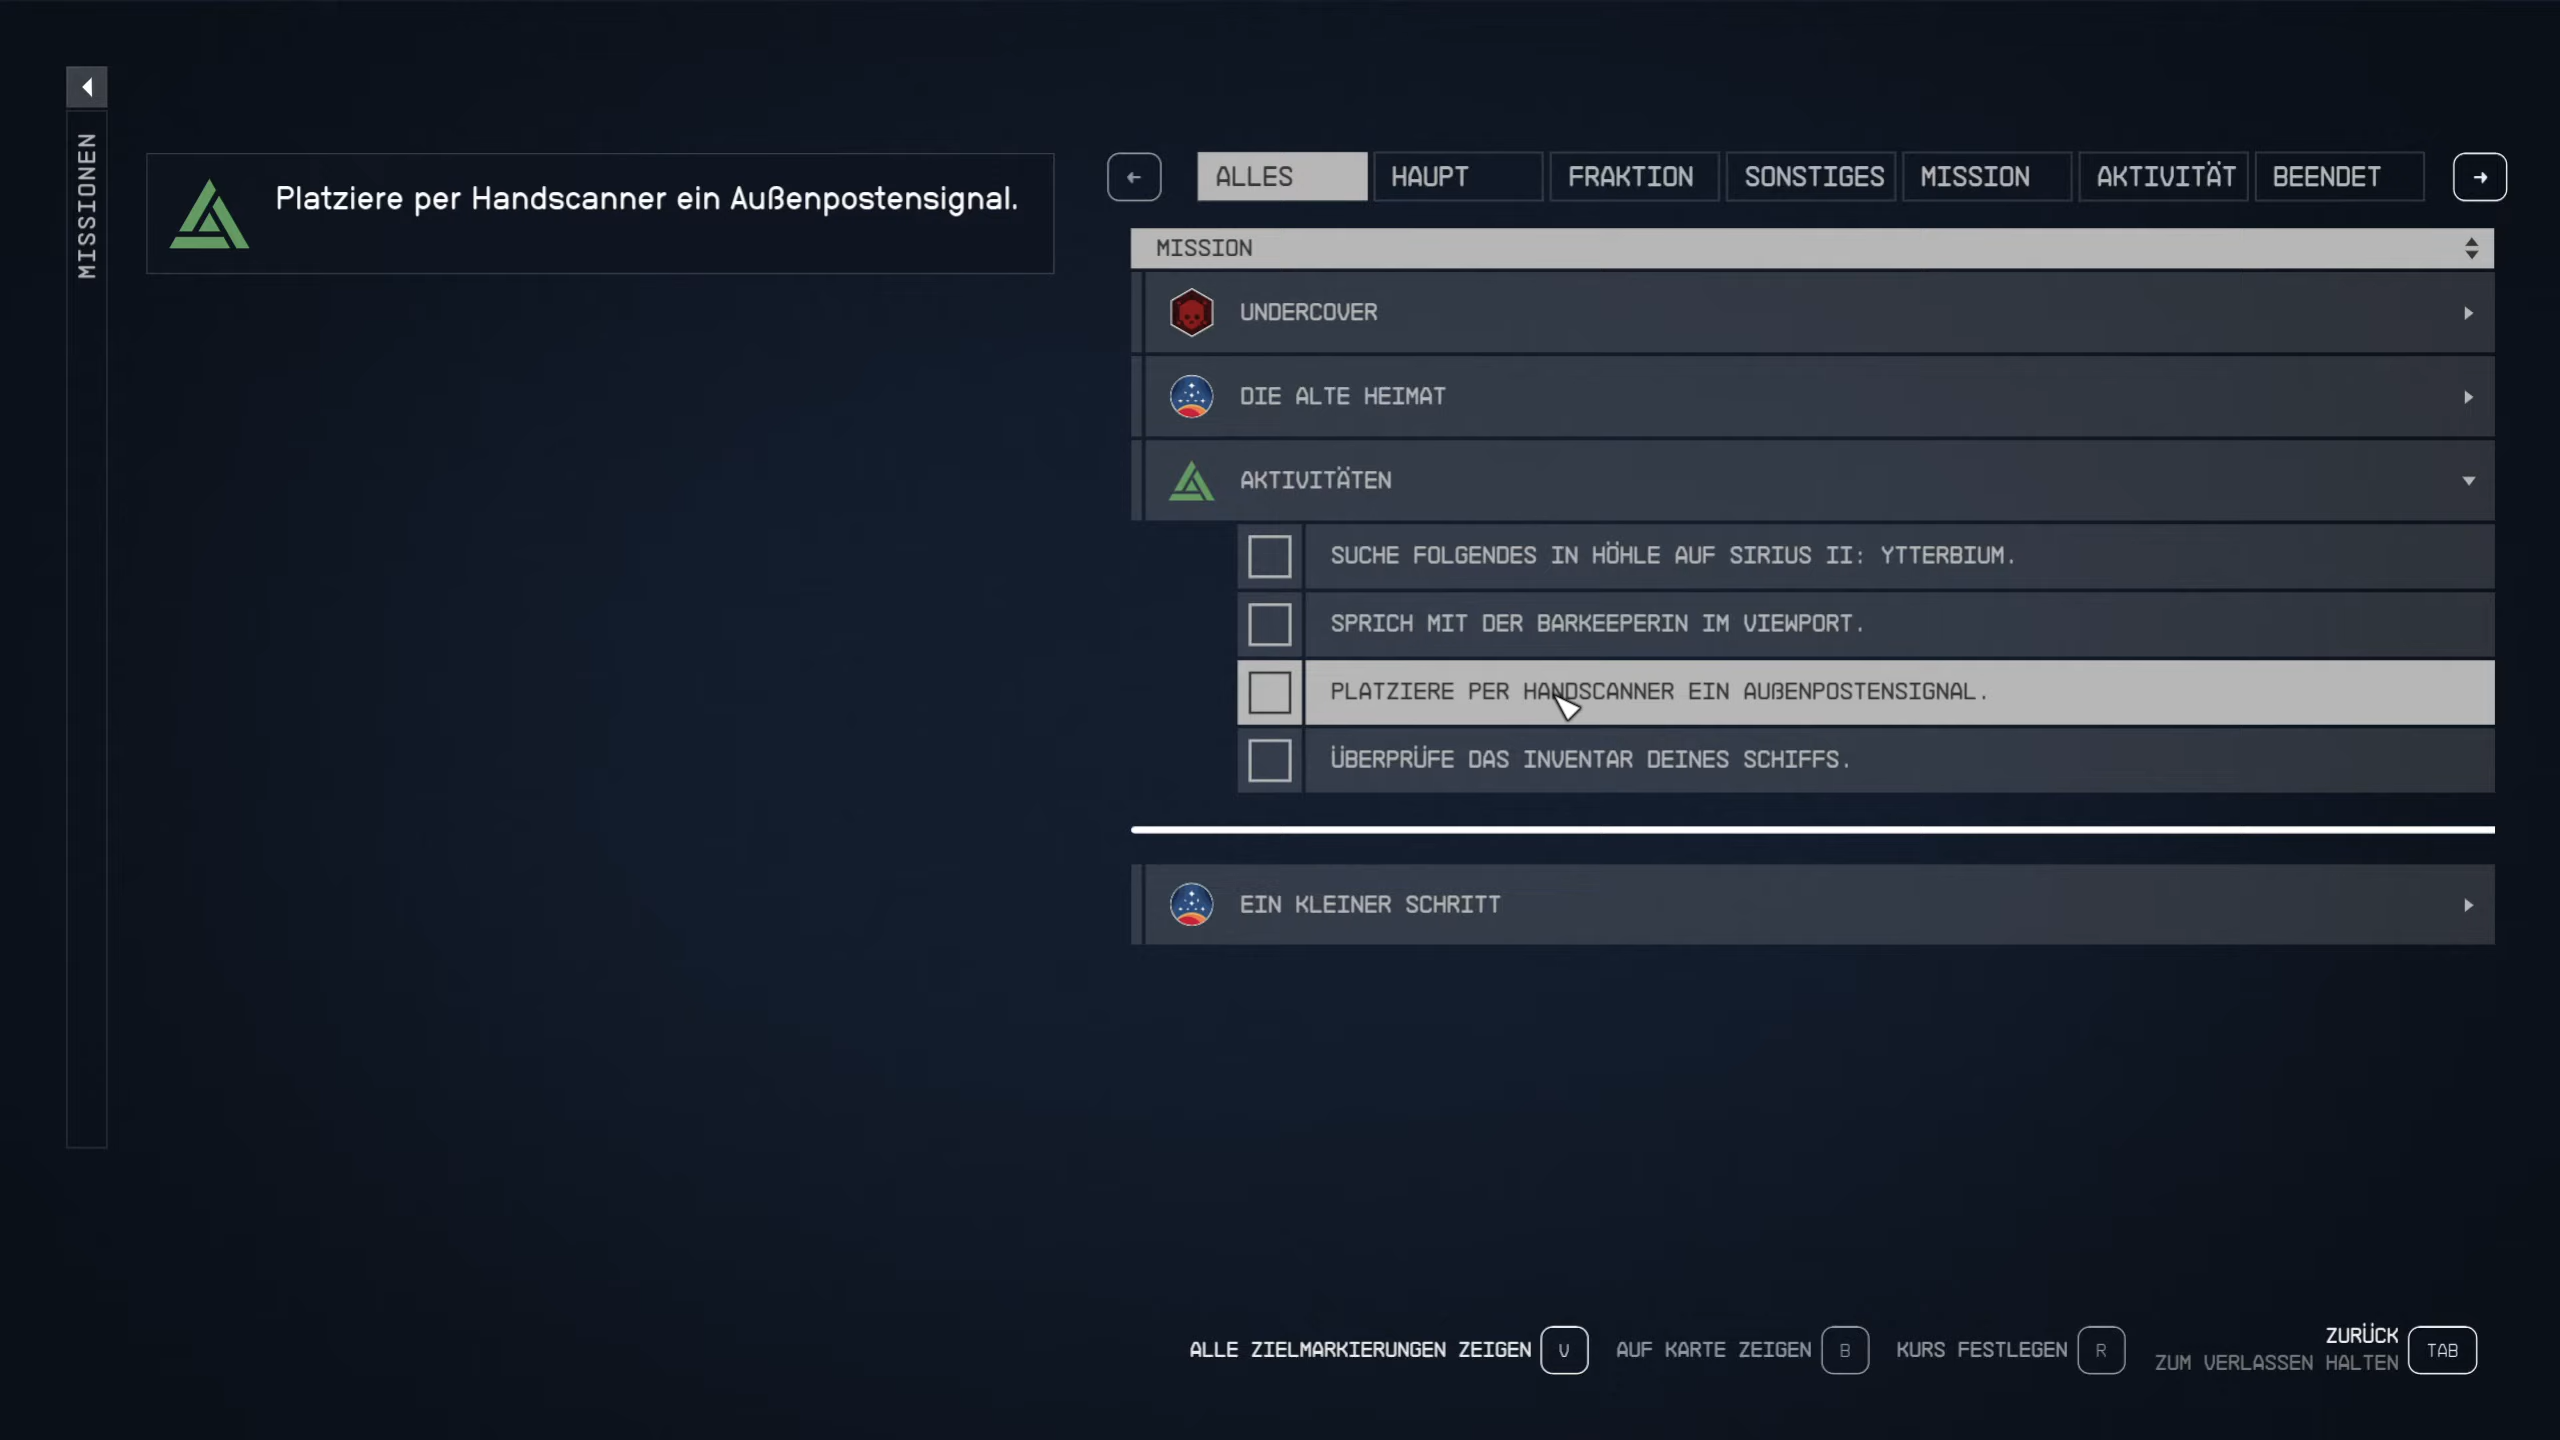 MISSIONEN
Platziere per Handscanner ein Außenpostensignal.
ALLES HAUPT FRAKTION SONSTIGES MISSION AKTIVITÄT BEENDET
MISSION
UNDERCOVER
DIE ALTE HEIMAT
AKTIVITÄTEN
SUCHE FOLGENDES IN HÖHLE AUF SIRIUS II: YTTERBIUM.
SPRICH MIT DER BARKEEPERIN IM VIEWPORT.
PLATZIERE PER HANDSCANNER EIN AUßENPOSTENSIGNAL.
ÜBERPRÜFE DAS INVENTAR DEINES SCHIFFS.
EIN KLEINER SCHRITT
ALLE ZIELMARKIERUNGEN ZEIGEN V AUF KARTE ZEIGEN B KURS FESTLEGEN R ZURÜCK TAB
ZUM VERLASSEN HALTEN